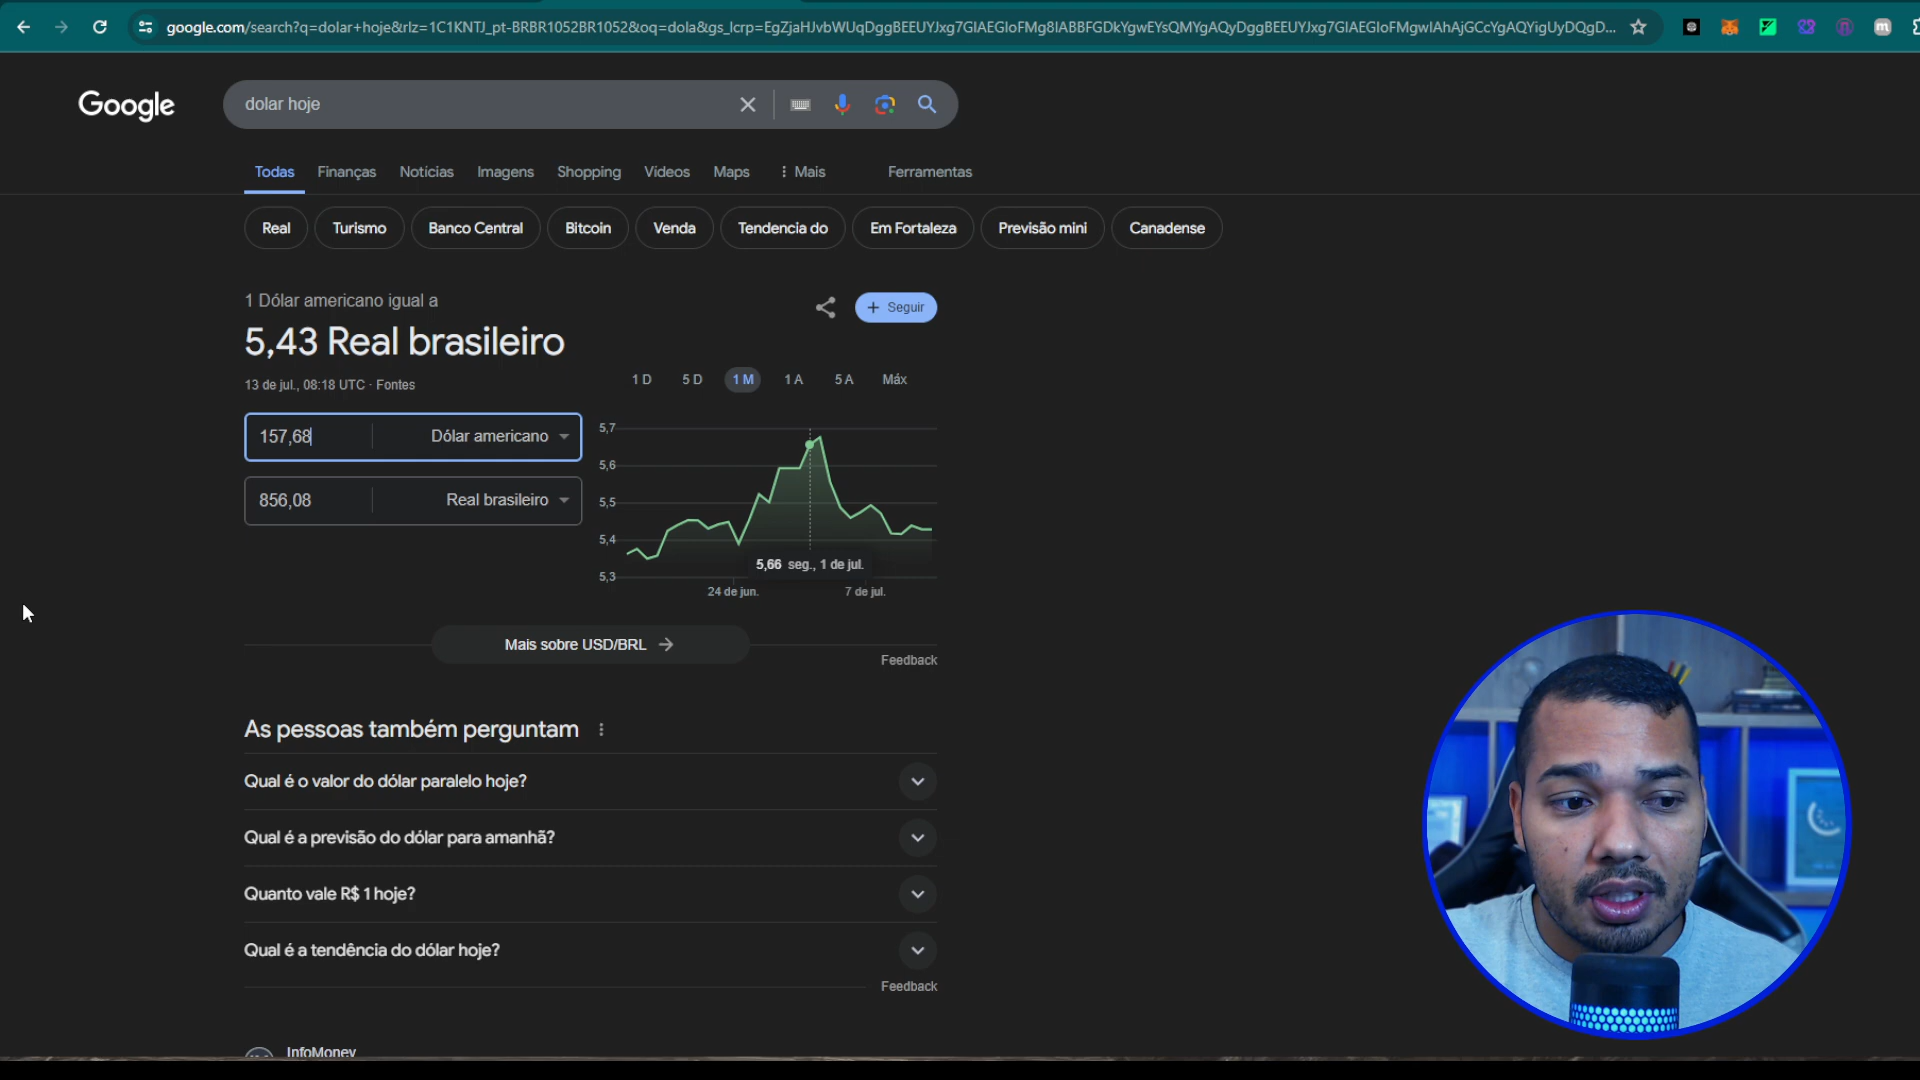 google.com/search?q=dolar+hoje&rlz=1C1KNTJ_pt-BRBR1052BR1052&oq=dola&gs_lcrp=EgZjaHJvbWUqDggBEEUYJxg7GIAEGIoFMg8IABBFGDkYgwEYsQMYgAQyDggBEEUYJxg7GIAEGIoFMgwIAhAjGCcYgAQYigUyDQgD...
Google
dolar hoje
Todas Finanças Notícias Imagens Shopping Vídeos Maps Mais Ferramentas
Real Turismo Banco Central Bitcoin Venda Tendencia do Em Fortaleza Previsão mini Canadense
1 Dólar americano igual a
+ Seguir
5,43 Real brasileiro
13 de jul., 08:18 UTC · Fontes
1 D 5 D 1 M 1 A 5 A Máx
157,68 Dólar americano
856,08 Real brasileiro
5,7
5,6
5,5
5,4
5,3
5,66 seg., 1 de jul.
24 de jun. 7 de jul.
Mais sobre USD/BRL
Feedback
As pessoas também perguntam
Qual é o valor do dólar paralelo hoje?
Qual é a previsão do dólar para amanhã?
Quanto vale R$ 1 hoje?
Qual é a tendência do dólar hoje?
Feedback
InfoMoney